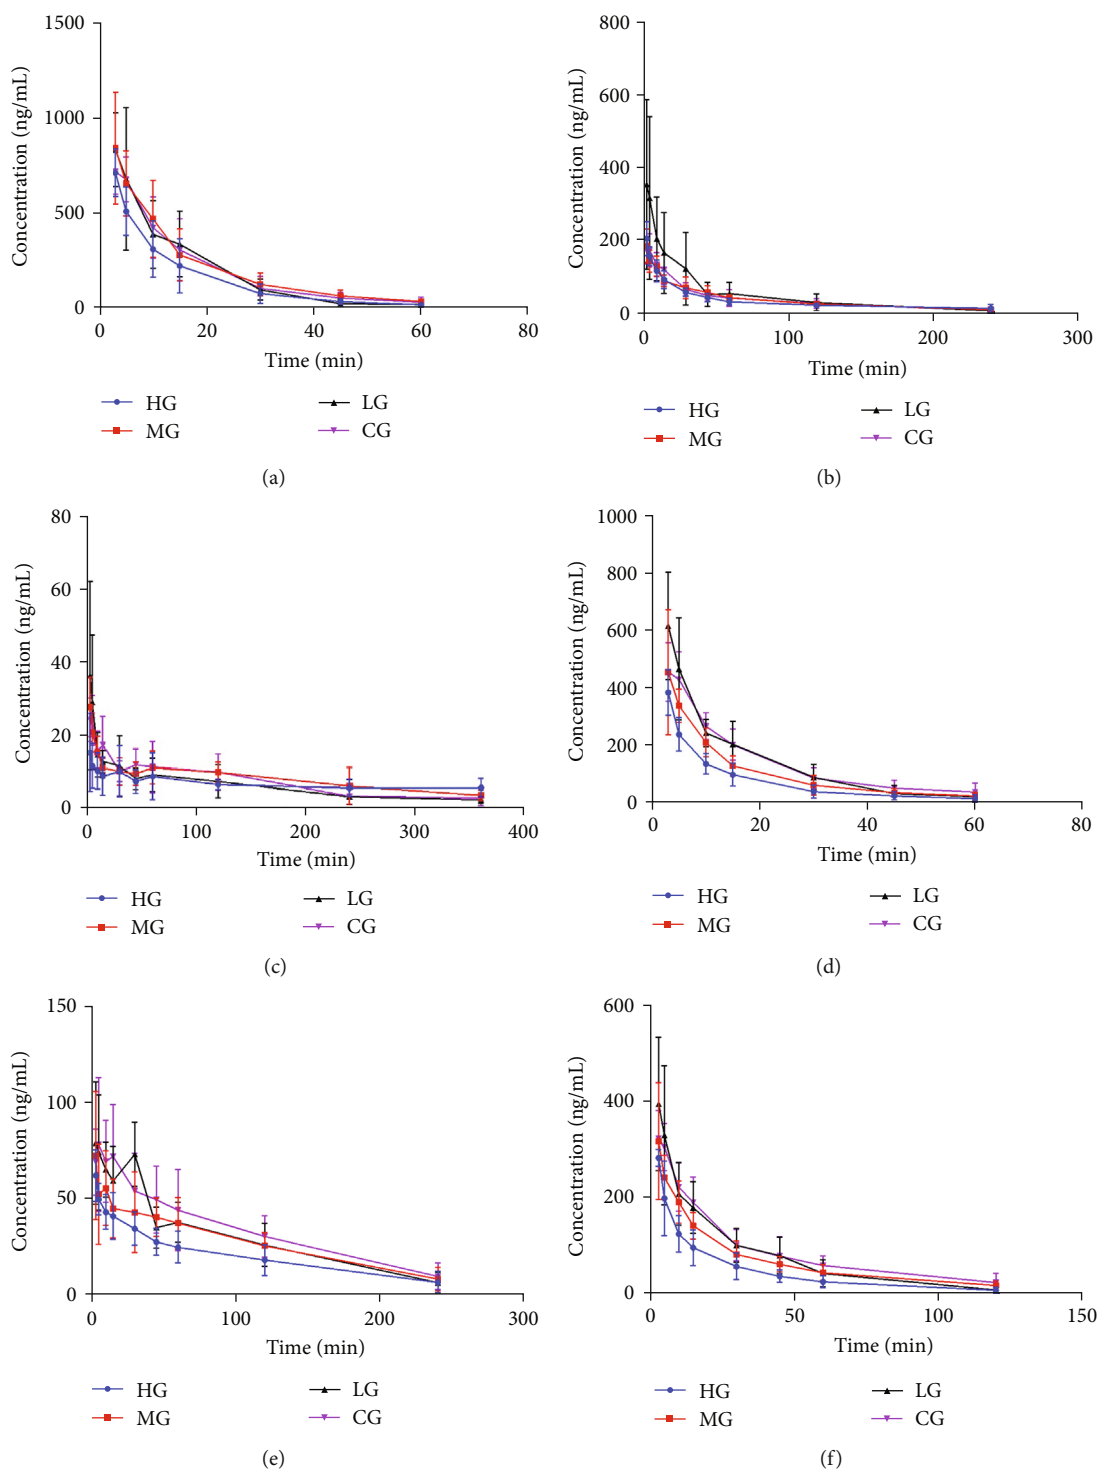 1500
1000
500
0
0 20 40 60 80
Concentration (ng/mL)
Time (min)
HG LG
MG CG
(a)
800
600
400
200
0
0 100 200 300
Concentration (ng/mL)
Time (min)
HG LG
MG CG
(b)
80
60
40
20
0
0 100 200 300 400
Concentration (ng/mL)
Time (min)
HG LG
MG CG
(c)
1000
800
600
400
200
0
0 20 40 60 80
Concentration (ng/mL)
Time (min)
HG LG
MG CG
(d)
150
100
50
0
0 100 200 300
Concentration (ng/mL)
Time (min)
HG LG
MG CG
(e)
600
400
200
0
0 50 100 150
Concentration (ng/mL)
Time (min)
HG LG
MG CG
(f)